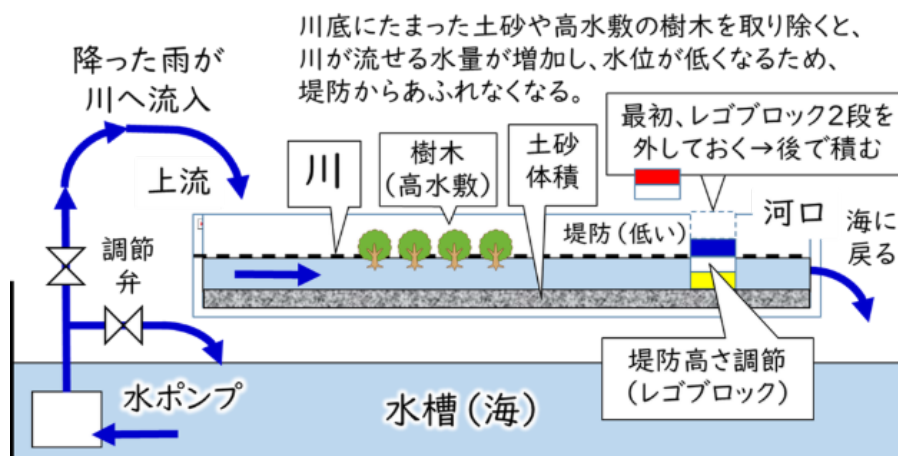 川底にたまった土砂や高水敷の樹木を取り除くと、
川が流せる水量が増加し、水位が低くなるため、
堤防からあふれなくなる。
降った雨が
川へ流入
上流
川
樹木
(高水敷)
土砂
体積
最初、レゴブロック2段を
外しておく→後で積む
堤防(低い)
河口
海に
戻る
調節
弁
堤防高さ調節
(レゴブロック)
水ポンプ
水槽(海)